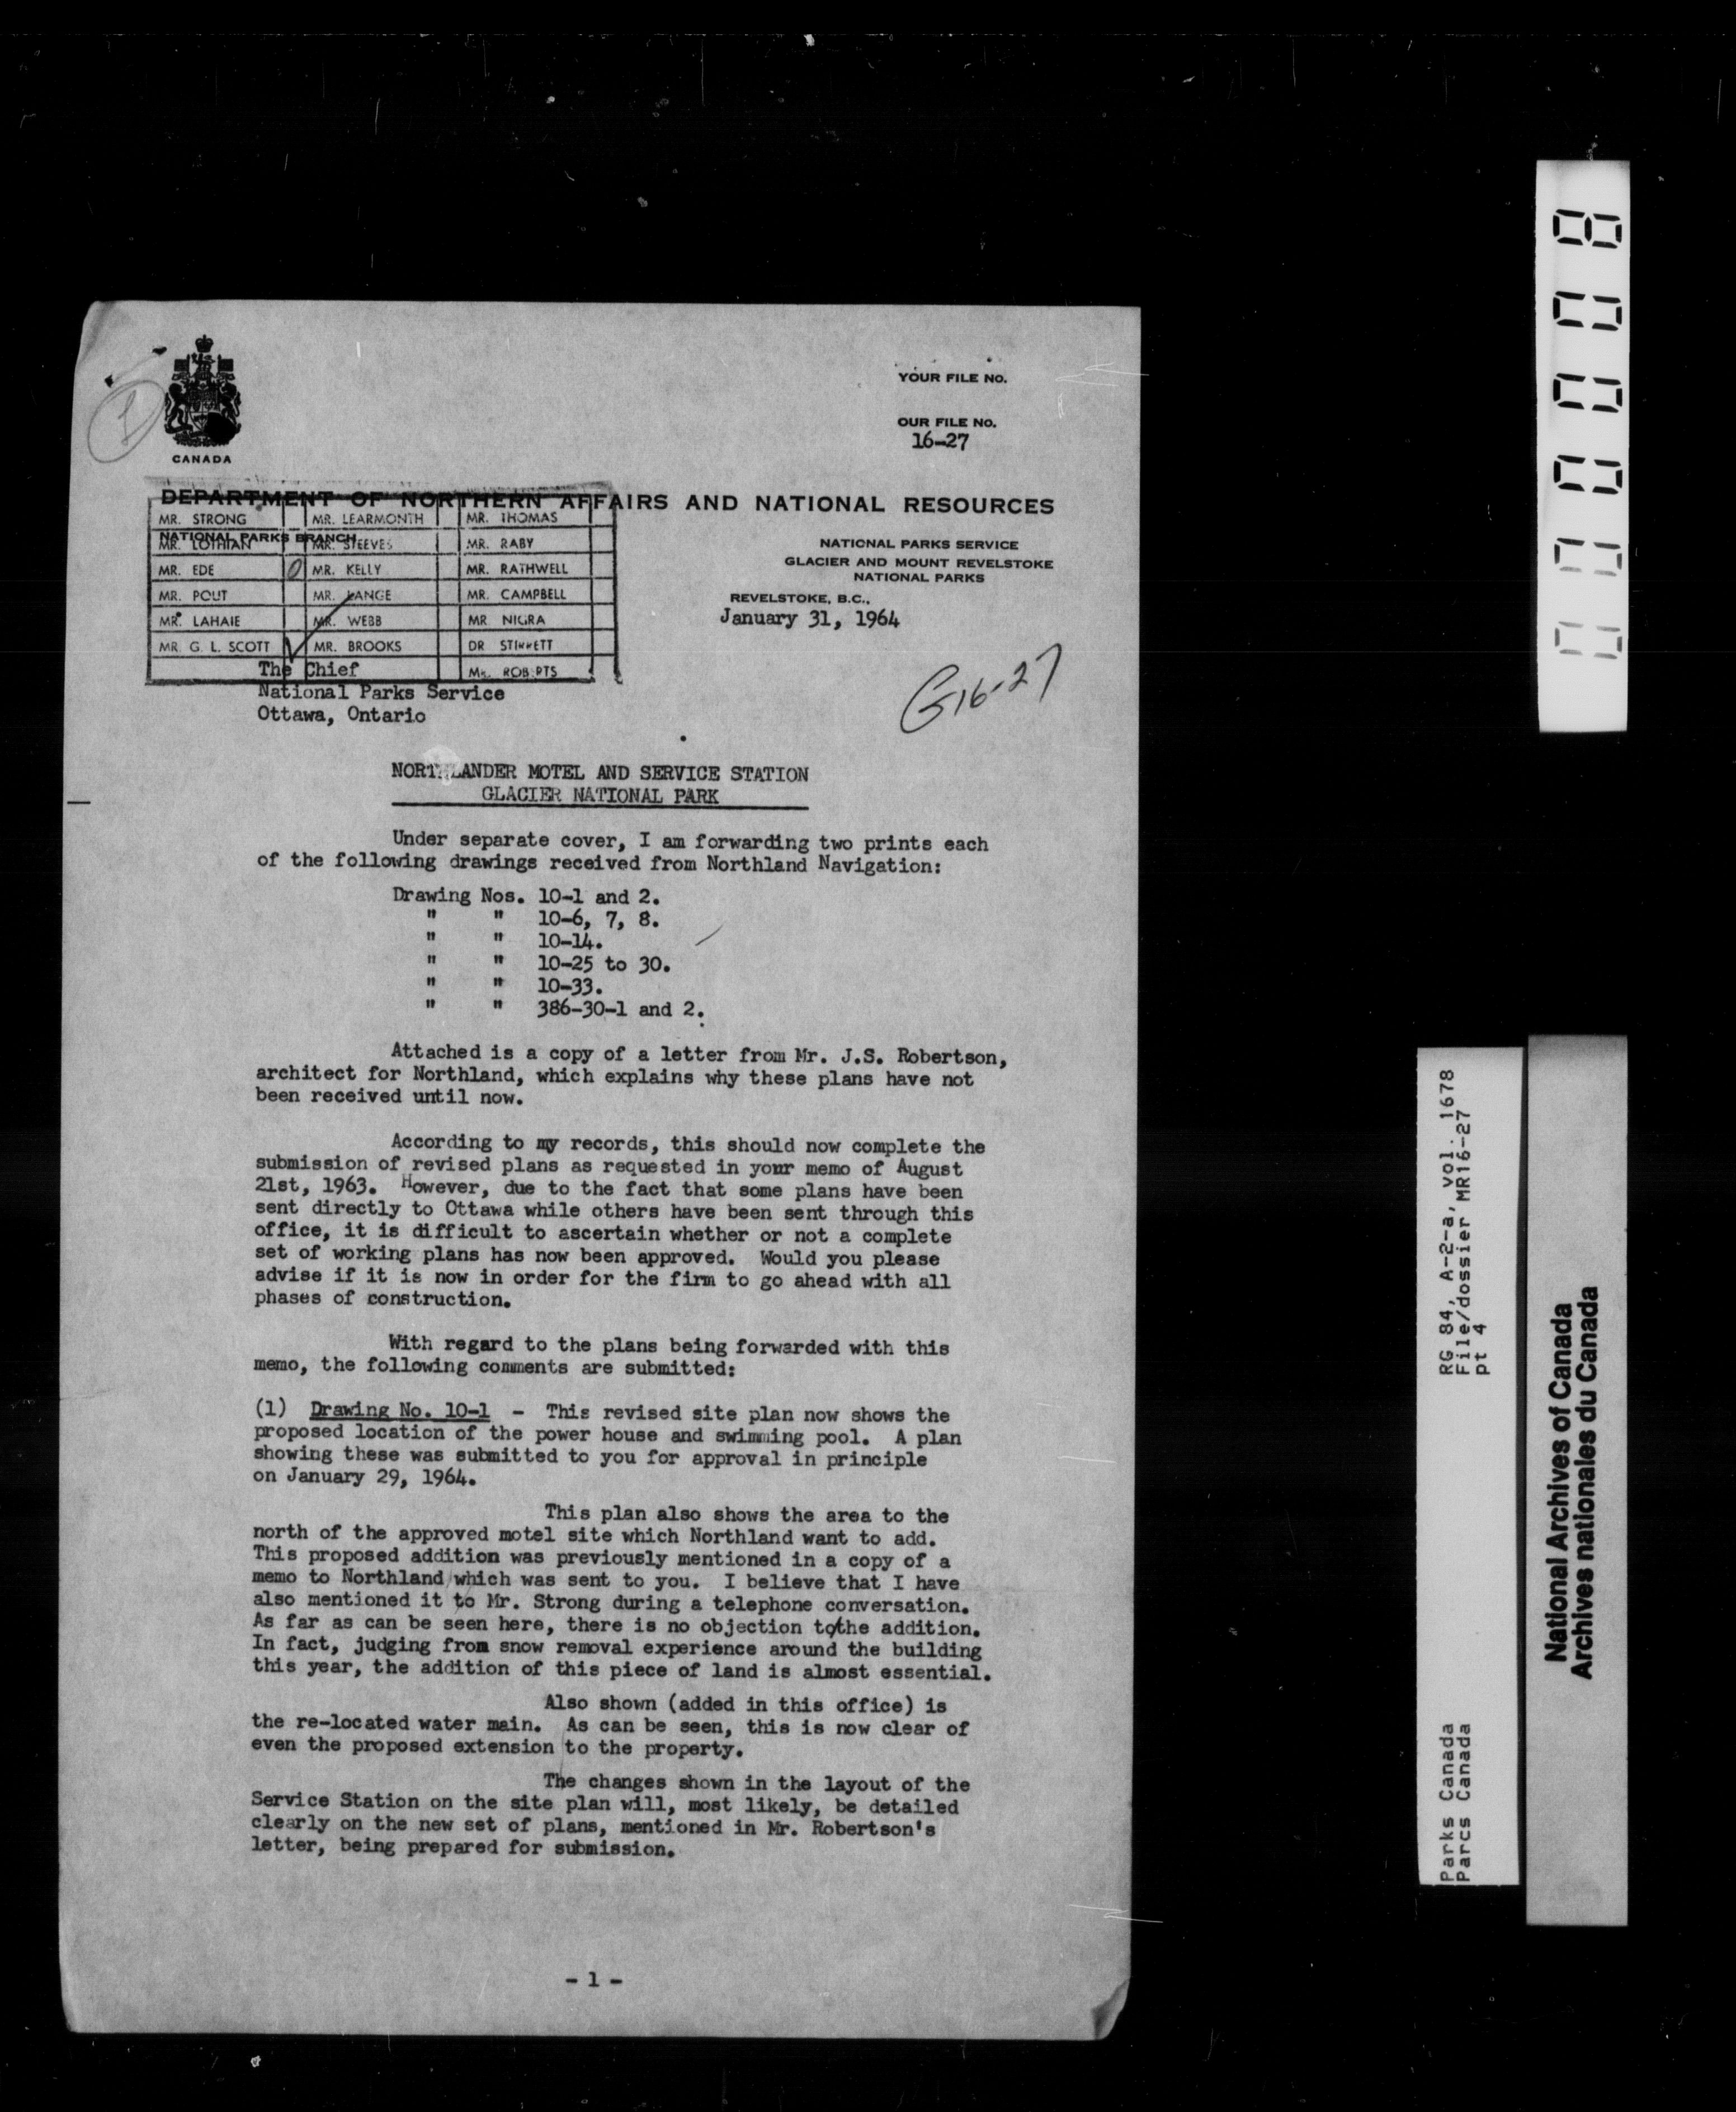 1
CANADA
YOUR FILE NO.
OUR FILE NO.
16-27
DEPARTMENT OF NORTHERN AFFAIRS AND NATIONAL RESOURCES
NATIONAL PARKS BRANCH
MR. STRONG MR. LEARMONTH MR. THOMAS
MR. LOTHIAN MR. STEEVES MR. RABY
MR. EDE MR. KELLY MR. RATHWELL
MR. POUT MR. LANGE MR. CAMPBELL
MR. LAHAIE MR. WEBB MR NIGRA
MR. G. L. SCOTT MR. BROOKS DR
MR. ROBERTS
NATIONAL PARKS SERVICE
GLACIER AND MOUNT REVELSTOKE
NATIONAL PARKS
REVELSTOKE, B.C.,
January 31, 1964
The Chief
National Parks Service
Ottawa, Ontario
G16-27
NORTHLANDER MOTEL AND SERVICE STATION
GLACIER NATIONAL PARK
Under separate cover, I am forwarding two prints each
of the following drawings received from Northland Navigation:
Drawing Nos. 10-1 and 2.
" " 10-6, 7, 8.
" " 10-14.
" " 10-25 to 30.
" " 10-33.
" " 386-30-1 and 2.
Attached is a copy of a letter from Mr. J.S. Robertson,
architect for Northland, which explains why these plans have not
been received until now.
According to my records, this should now complete the
submission of revised plans as requested in your memo of August
21st, 1963. However, due to the fact that some plans have been
sent directly to Ottawa while others have been sent through this
office, it is difficult to ascertain whether or not a complete
set of working plans has now been approved. Would you please
advise if it is now in order for the firm to go ahead with all
phases of construction.
With regard to the plans being forwarded with this
memo, the following comments are submitted:
(1) Drawing No. 10-1 - This revised site plan now shows the
proposed location of the power house and swimming pool. A plan
showing these was submitted to you for approval in principle
on January 29, 1964.
This plan also shows the area to the
north of the approved motel site which Northland want to add.
This proposed addition was previously mentioned in a copy of a
memo to Northland which was sent to you. I believe that I have
also mentioned it to Mr. Strong during a telephone conversation.
As far as can be seen here, there is no objection to/the addition.
In fact, judging from snow removal experience around the building
this year, the addition of this piece of land is almost essential.
Also shown (added in this office) is
the re-located water main. As can be seen, this is now clear of
even the proposed extension to the property.
The changes shown in the layout of the
Service Station on the site plan will, most likely, be detailed
clearly on the new set of plans, mentioned in Mr. Robertson's
letter, being prepared for submission.
- 1 -
RG 84, A-2-a, vol. 1678
File/dossier MR16-27
pt 4
Parks Canada
Parcs Canada
National Archives of Canada
Archives nationales du Canada